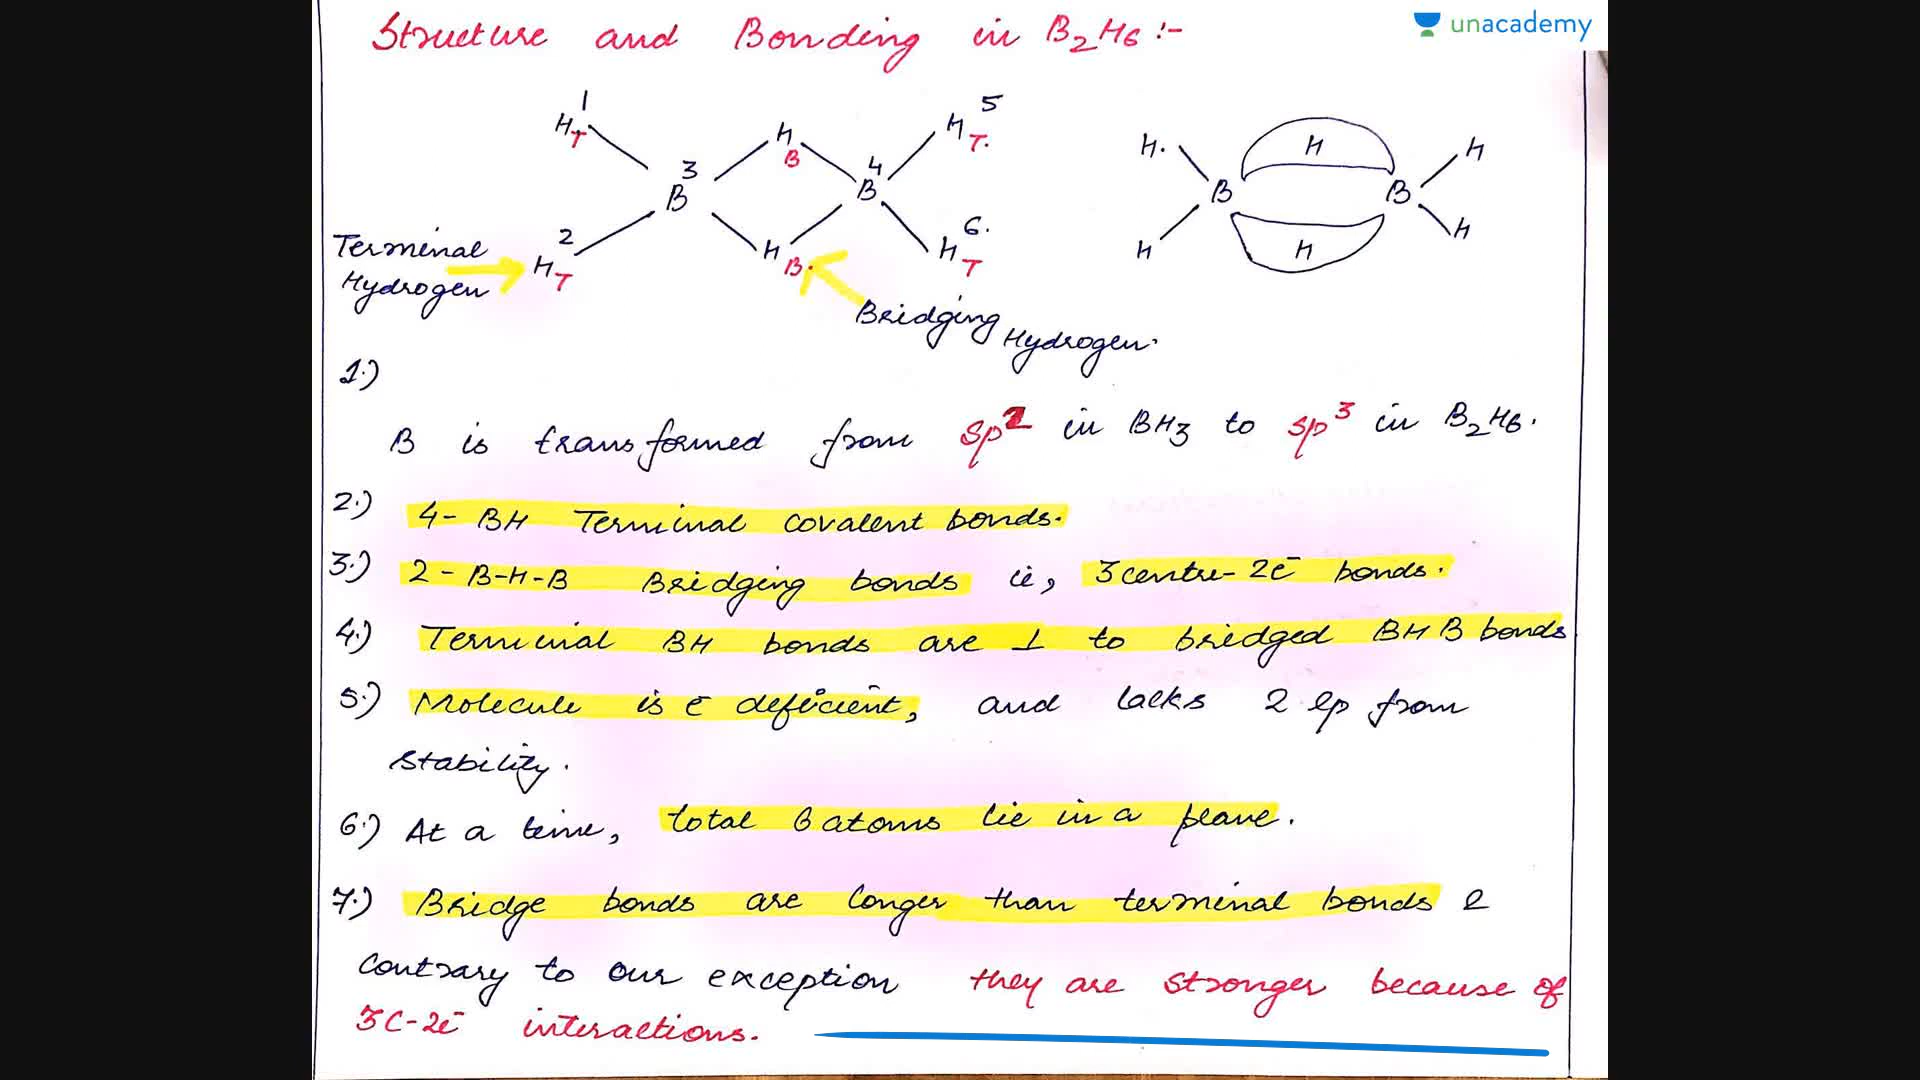 Structure and Bonding in B2H6 :-
unacademy
1 5
HT H HT.
B
3 4
B B
2 6.
HT H HT
B.
H. H H
B B
H H H
Terminal
Hydrogen
Bridging
Hydrogen.
1.)
B is transformed from sp2 in BH3 to sp3 in B2H6.
2.) 4- BH Terminal covalent bonds.
3.) 2- B-H-B Bridging bonds ie, 3centre-2e̅ bonds.
4.) Terminal BH bonds are ⊥ to bridged BHB bonds
5.) Molecule is e̅ deficient, and lacks 2 ep from
stability.
6.) At a time, total 6 atoms lie in a plane.
7.) Bridge bonds are longer than terminal bonds &
contrary to our exception they are stronger because of
3C-2e̅ interactions.